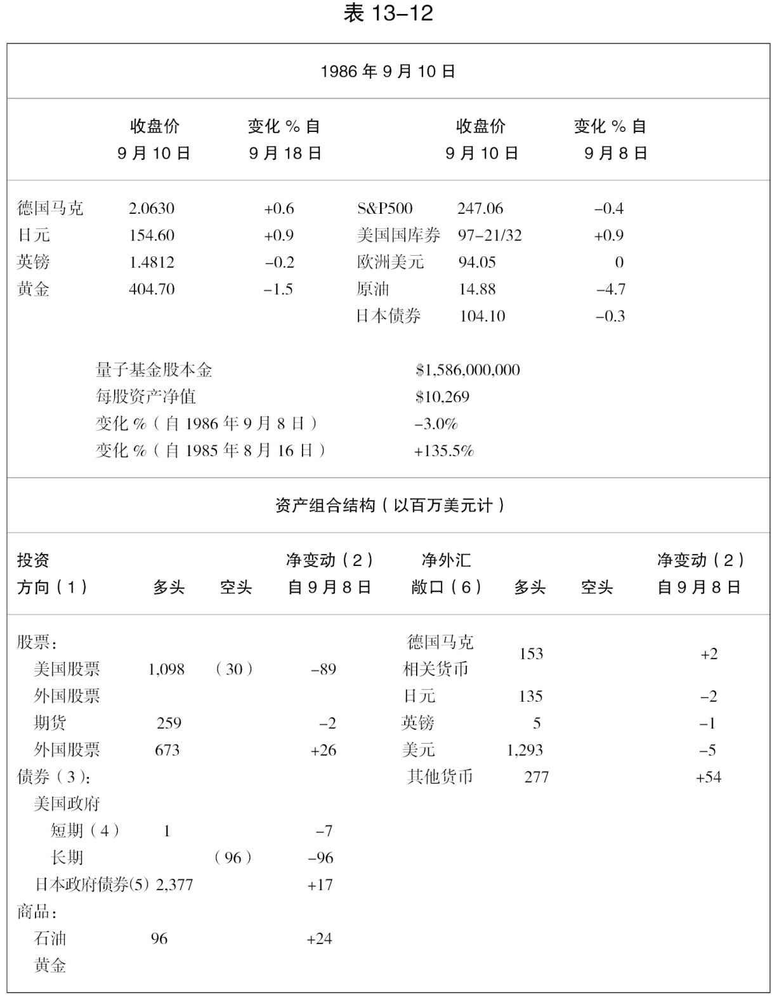 表 13–12
1986 年 9 月 10 日
收盘价 变化 % 自 收盘价 变化 % 自
9 月 10 日 9 月 18 日 9 月 10 日 9 月 8 日
德国马克 2.0630 +0.6 S&P500 247.06 –0.4
日元 154.60 +0.9 美国国库券 97–21/32 +0.9
英镑 1.4812 –0.2 欧洲美元 94.05 0
黄金 404.70 –1.5 原油 14.88 –4.7
日本债券 104.10 –0.3
量子基金股本金 $1,586,000,000
每股资产净值 $10,269
变化 %（自 1986 年 9 月 8 日） –3.0%
变化 %（自 1985 年 8 月 16 日） +135.5%
资产组合结构（以百万美元计）
投资 净变动（2） 净外汇 净变动（2）
方向（1） 多头 空头 自 9 月 8 日 敞口（6） 多头 空头 自 9 月 8 日
股票： 德国马克 153 +2
美国股票 1,098 （30） –89 相关货币
外国股票 日元 135 –2
期货 259 –2 英镑 5 –1
外国股票 673 +26 美元 1,293 –5
债券（3）： 其他货币 277 +54
美国政府
短期（4） 1 –7
长期 （96） –96
日本政府债券(5) 2,377 +17
商品：
石油 96 +24
黄金